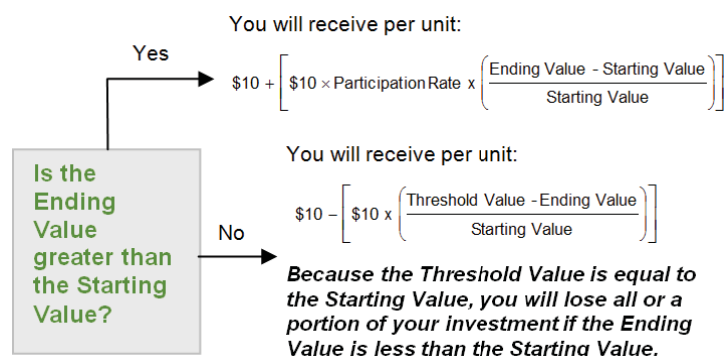 You will receive per unit:
Yes
$10 + [ $10 × Participation Rate x ( Ending Value - Starting Value / Starting Value ) ]
Is the
Ending
Value
greater than
the Starting
Value?
No
You will receive per unit:
$10 – [ $10 x ( Threshold Value - Ending Value / Starting Value ) ]
Because the Threshold Value is equal to
the Starting Value, you will lose all or a
portion of your investment if the Ending
Value is less than the Starting Value.